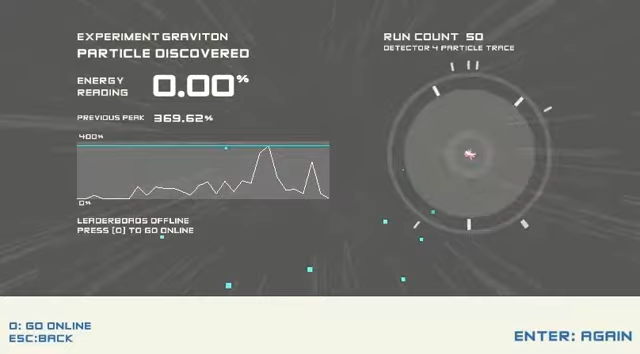 EXPERIMENT GRAVITON
PARTICLE DISCOVERED
ENERGY READING 0.00%
PREVIOUS PEAK 369,62%
400%
0%
LEADERBOARDS OFFLINE
PRESS [O] TO GO ONLINE
RUN COUNT 50
DETECTOR 4 PARTICLE TRACE
O: GO ONLINE
ESC:BACK
ENTER: AGAIN